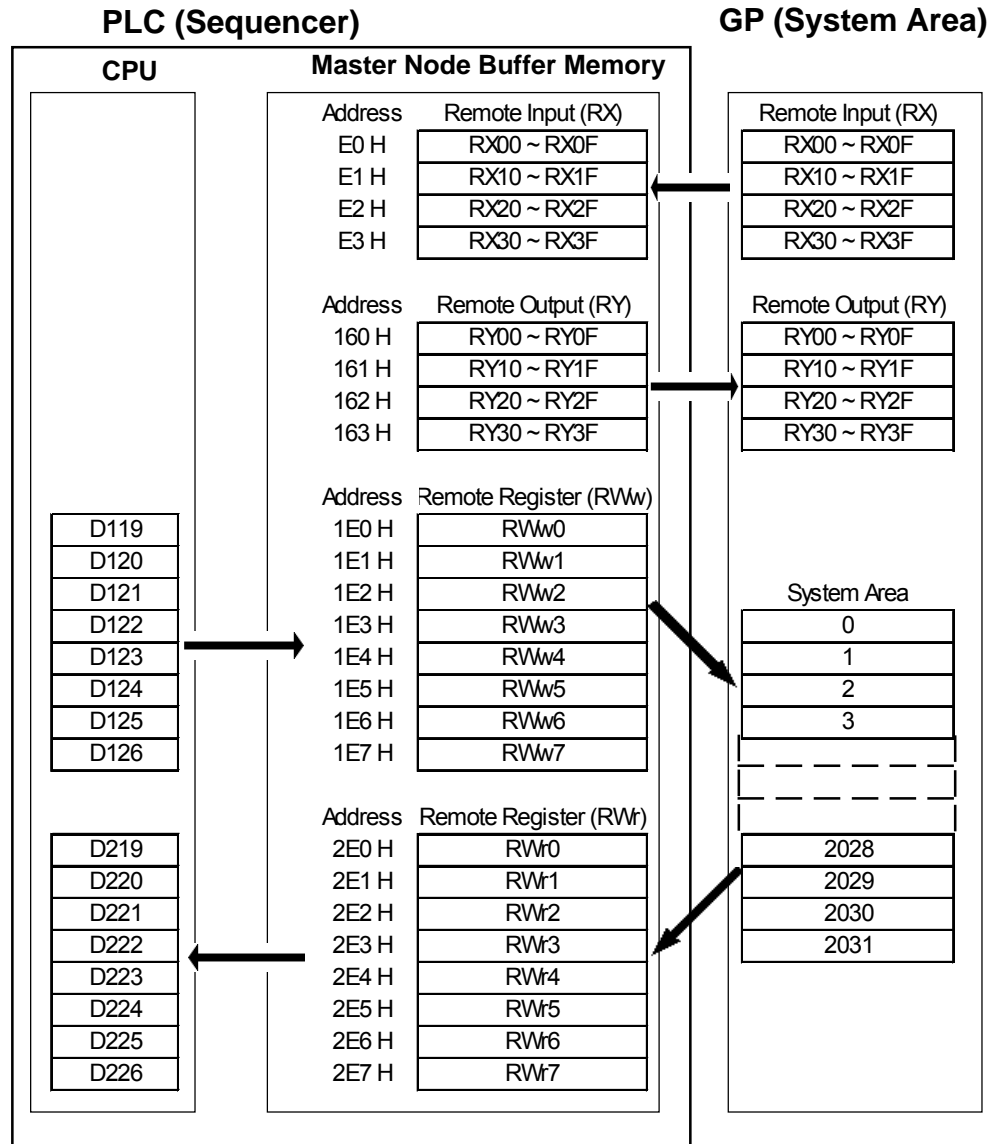 PLC (Sequencer) GP (System Area)
CPU Master Node Buffer Memory
Address Remote Input (RX) Remote Input (RX)
E0 H RX00 ~ RX0F RX00 ~ RX0F
E1 H RX10 ~ RX1F RX10 ~ RX1F
E2 H RX20 ~ RX2F RX20 ~ RX2F
E3 H RX30 ~ RX3F RX30 ~ RX3F
Address Remote Output (RY) Remote Output (RY)
160 H RY00 ~ RY0F RY00 ~ RY0F
161 H RY10 ~ RY1F RY10 ~ RY1F
162 H RY20 ~ RY2F RY20 ~ RY2F
163 H RY30 ~ RY3F RY30 ~ RY3F
Address Remote Register (RWw)
D119 1E0 H RWw0
D120 1E1 H RWw1
D121 1E2 H RWw2 System Area
D122 1E3 H RWw3 0
D123 1E4 H RWw4 1
D124 1E5 H RWw5 2
D125 1E6 H RWw6 3
D126 1E7 H RWw7
Address Remote Register (RWr)
D219 2E0 H RWr0 2028
D220 2E1 H RWr1 2029
D221 2E2 H RWr2 2030
D222 2E3 H RWr3 2031
D223 2E4 H RWr4
D224 2E5 H RWr5
D225 2E6 H RWr6
D226 2E7 H RWr7